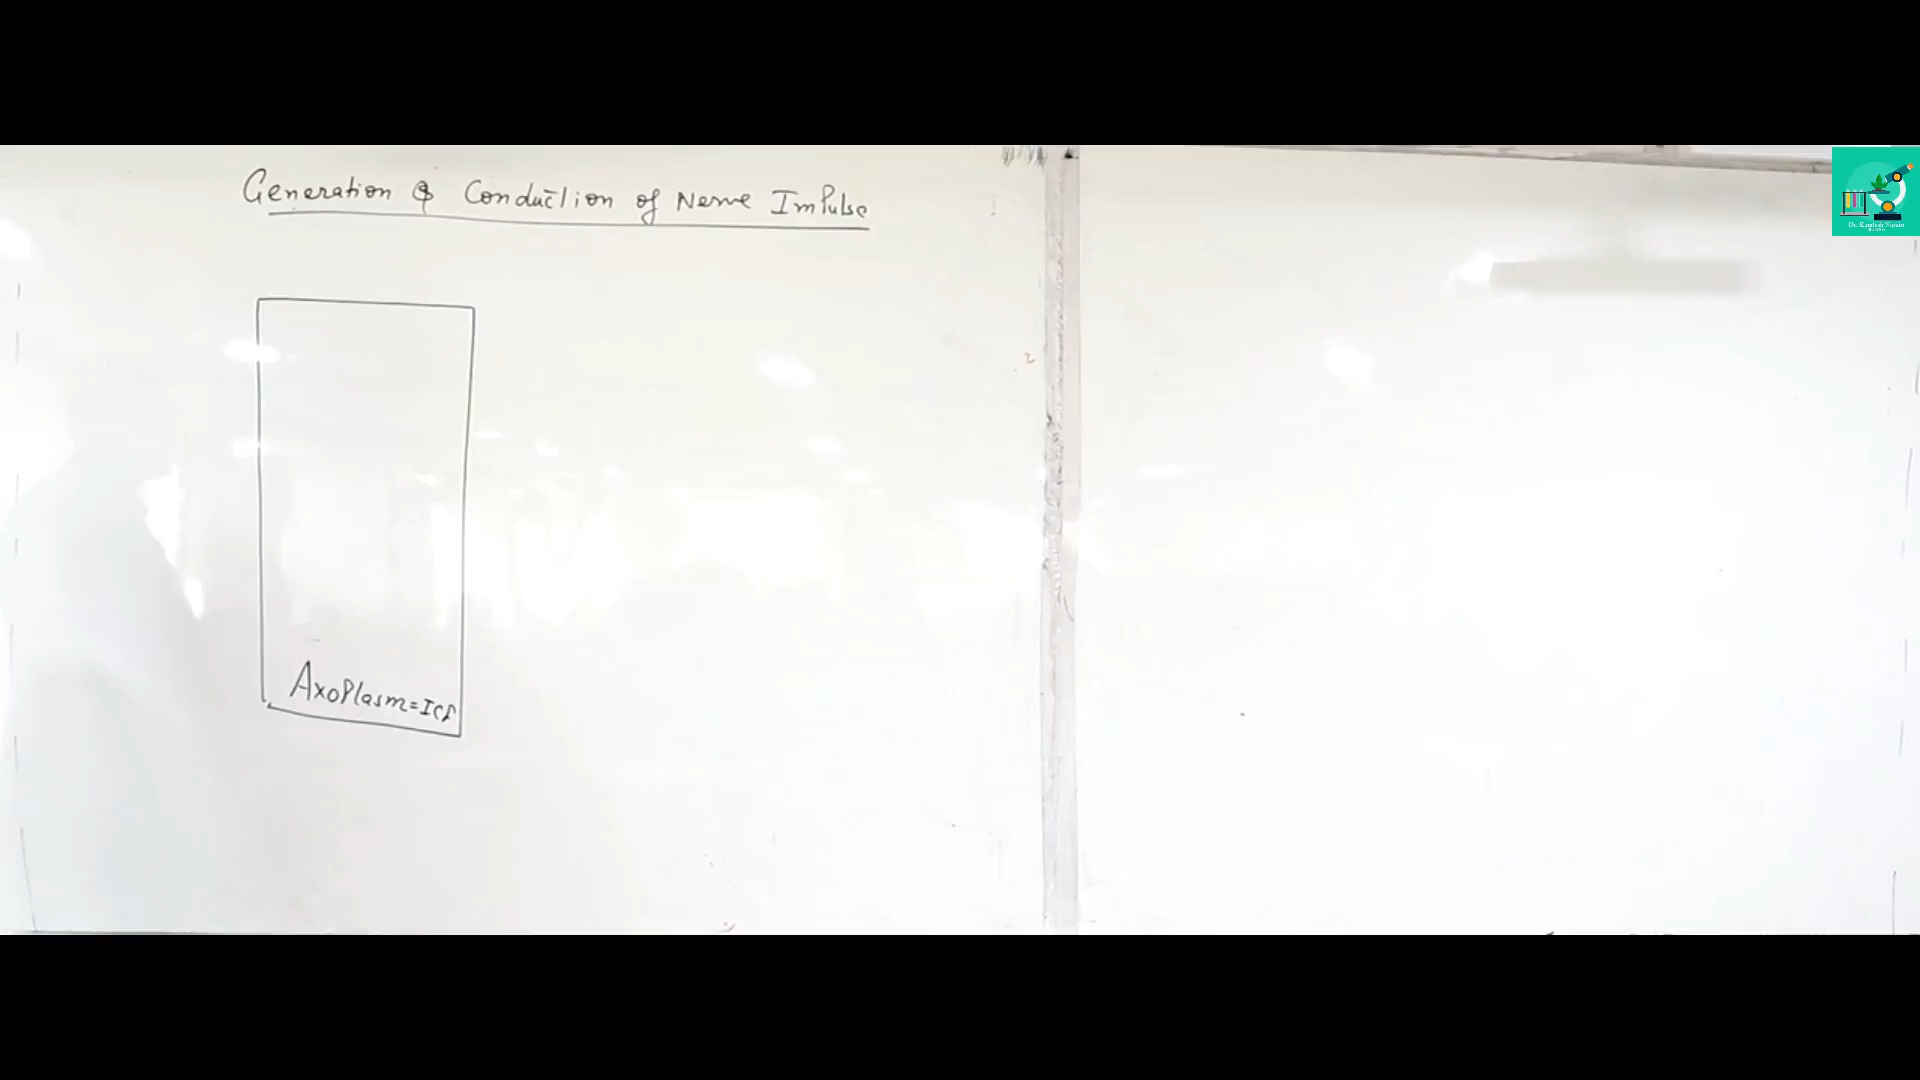 Generation & Conduction of Nerve Impulse
Axoplasm=ICF